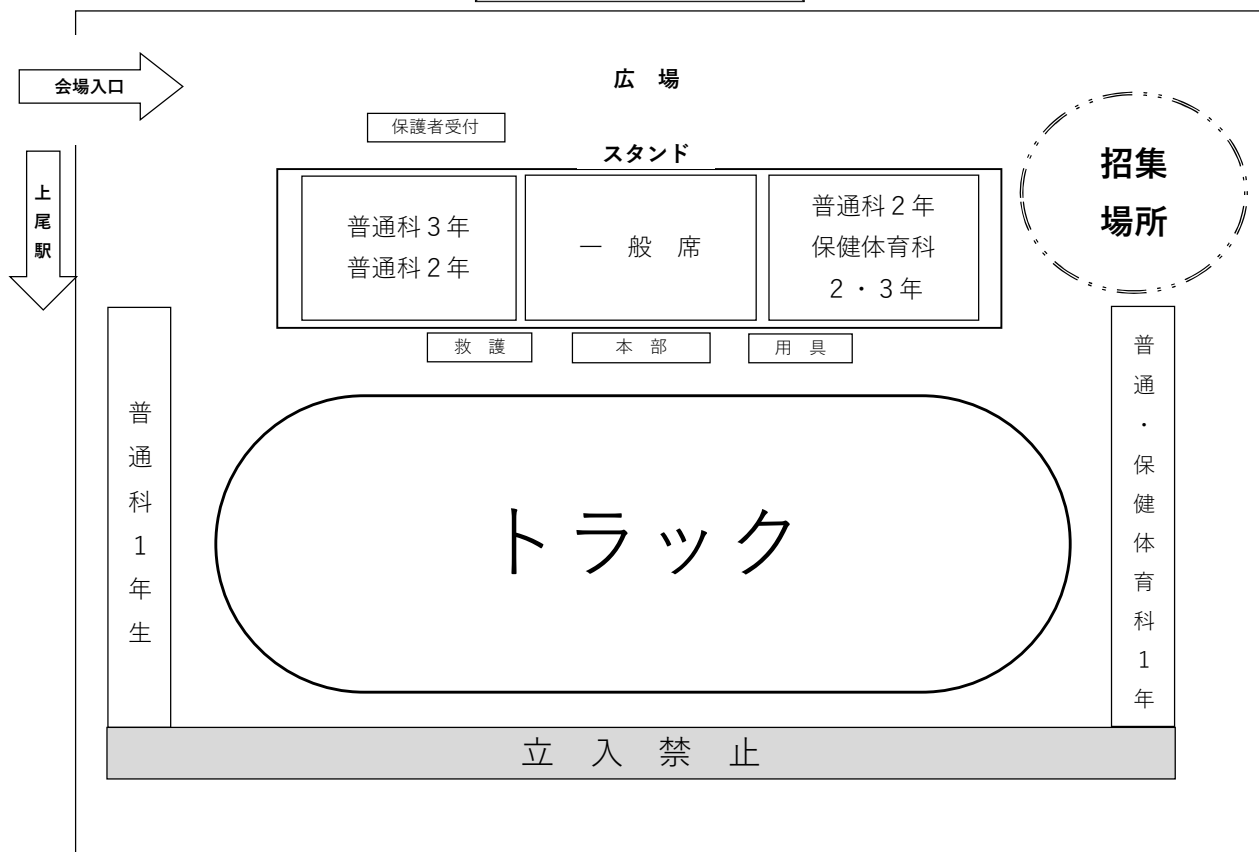 会場入口
広 場
保護者受付
スタンド
招集
場所
上尾駅
普通科３年
普通科２年
一 般 席
普通科２年
保健体育科
２・３年
救 護
本 部
用 具
普通科１年生
普通・保健体育科１年
トラック
立 入 禁 止